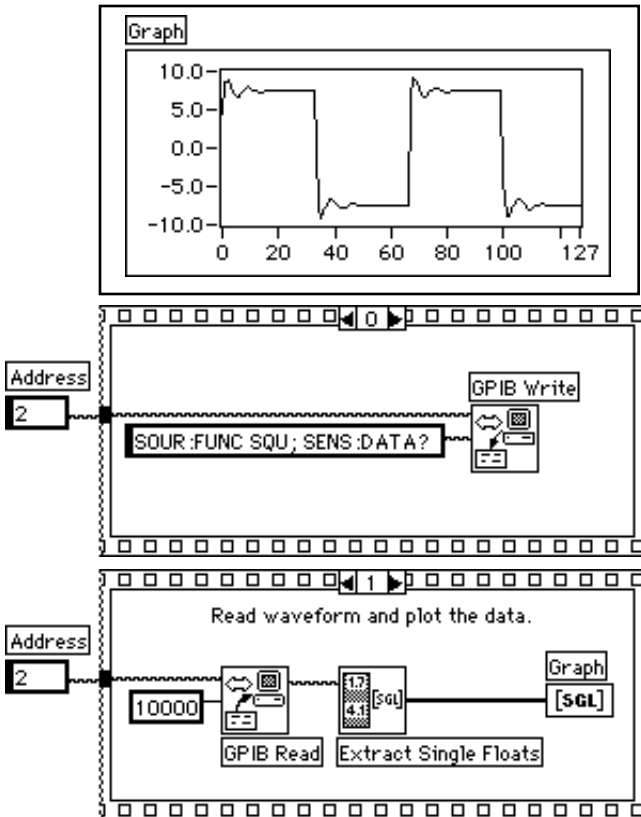 Graph
10.0
5.0
0.0
-5.0
-10.0
0 20 40 60 80 100 127
0
Address
2
GPIB Write
SOUR:FUNC SQU; SENS:DATA?
1
Read waveform and plot the data.
Address
2
10000
1.7
4.1
[SGL]
Graph
[SGL]
GPIB Read
Extract Single Floats